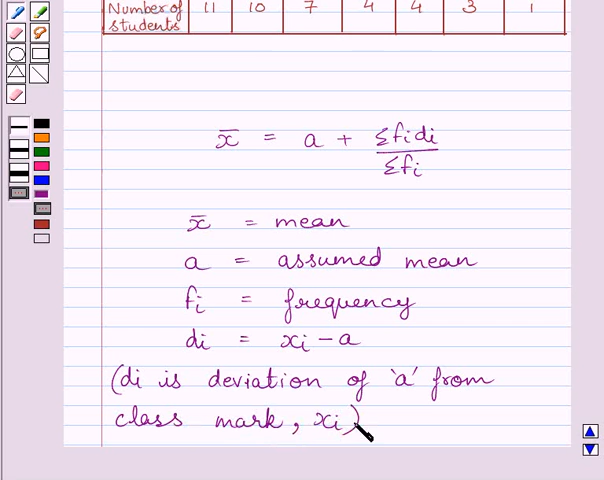 Number of 11 10 7 4 4 3 1
students
x̄ = a + Σfidi
Σfi
x̄ = mean
a = assumed mean
fi = frequency
di = xi - a
(di is deviation of 'a' from
class mark, xi)